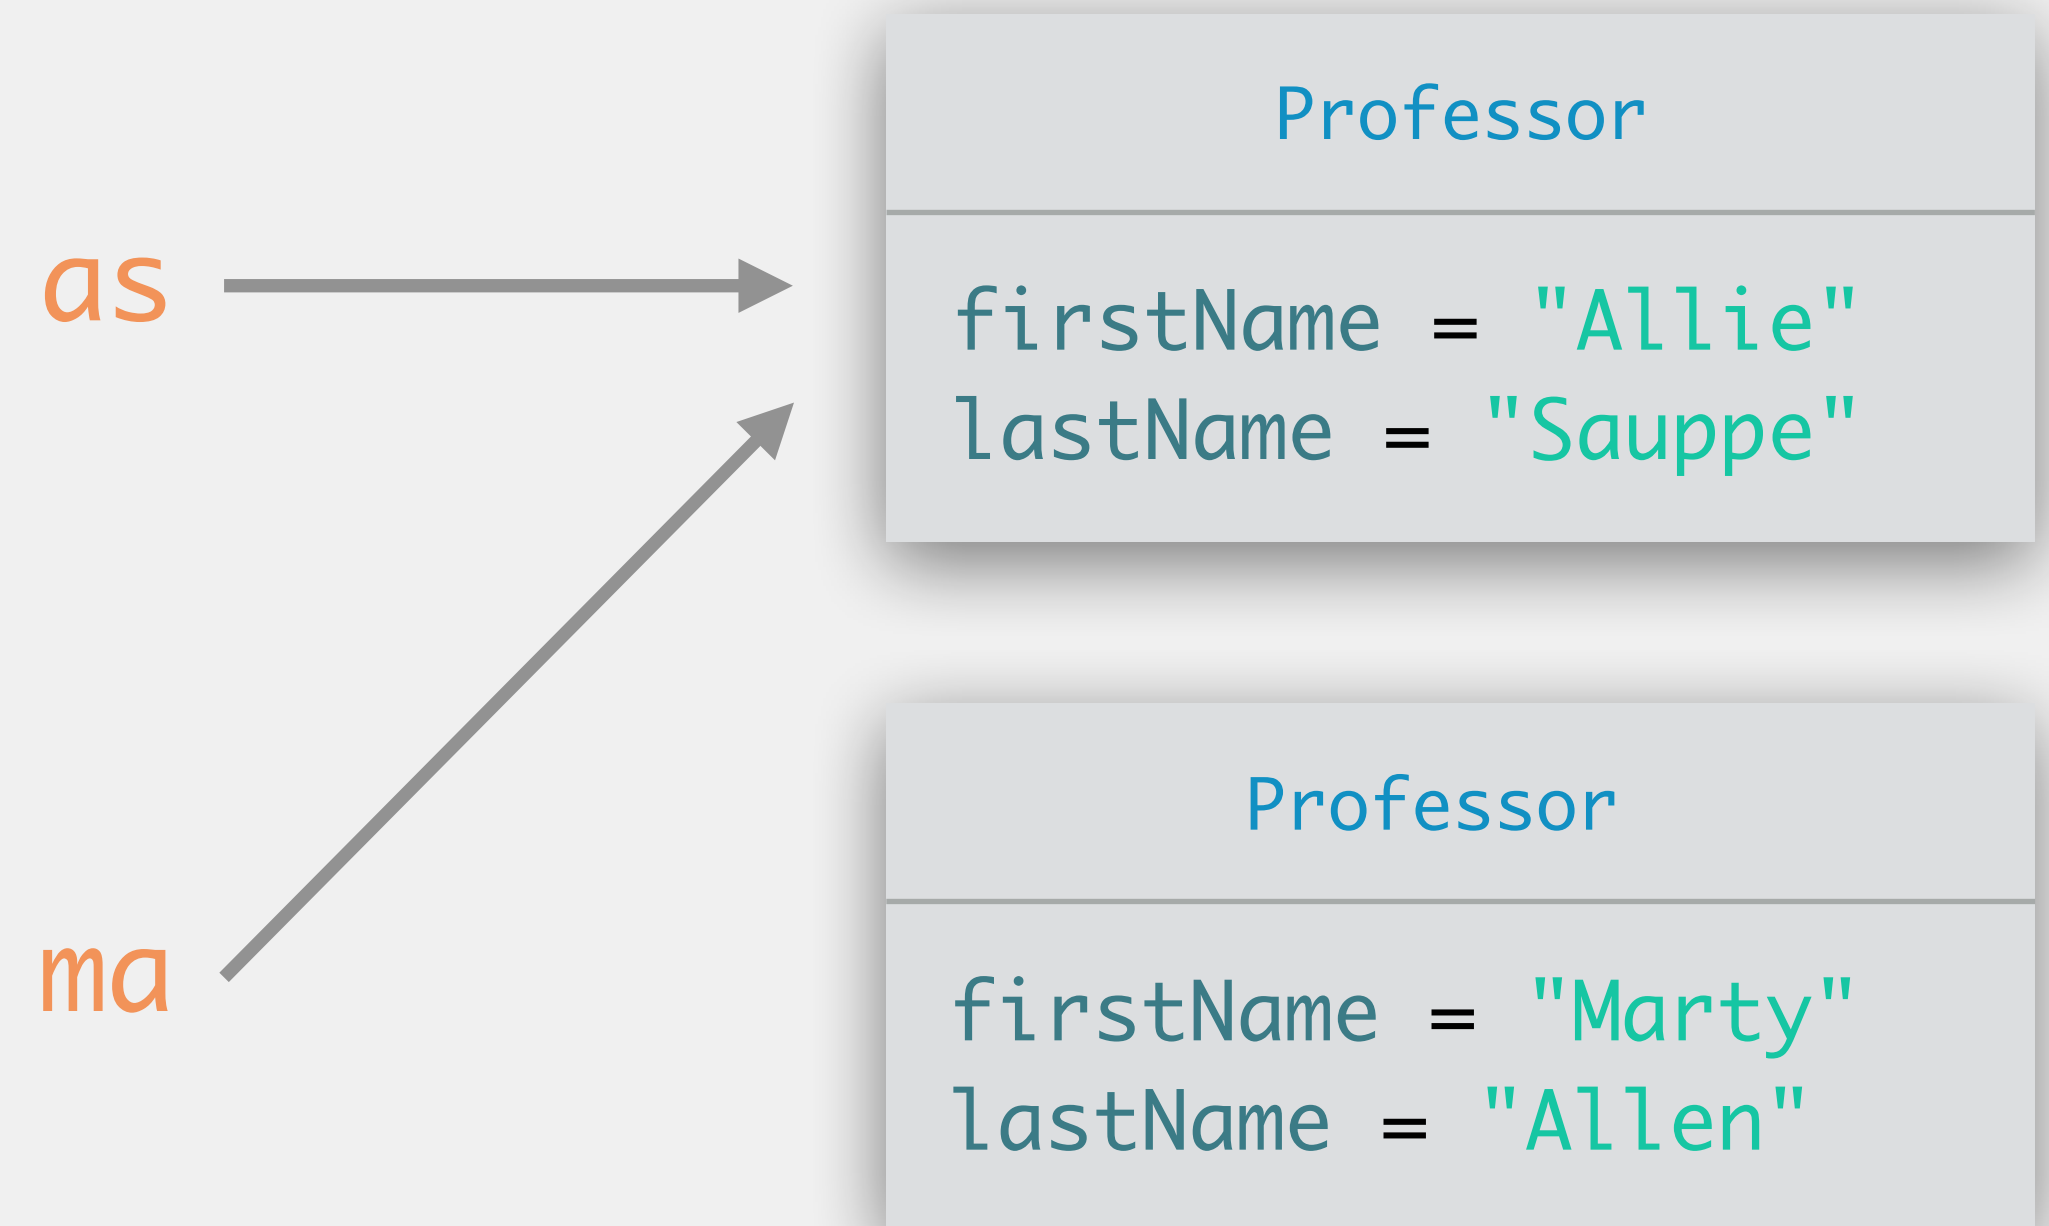 Professor
as
firstName = "Allie"
lastName = "Sauppe"
Professor
ma
firstName = "Marty"
lastName = "Allen"